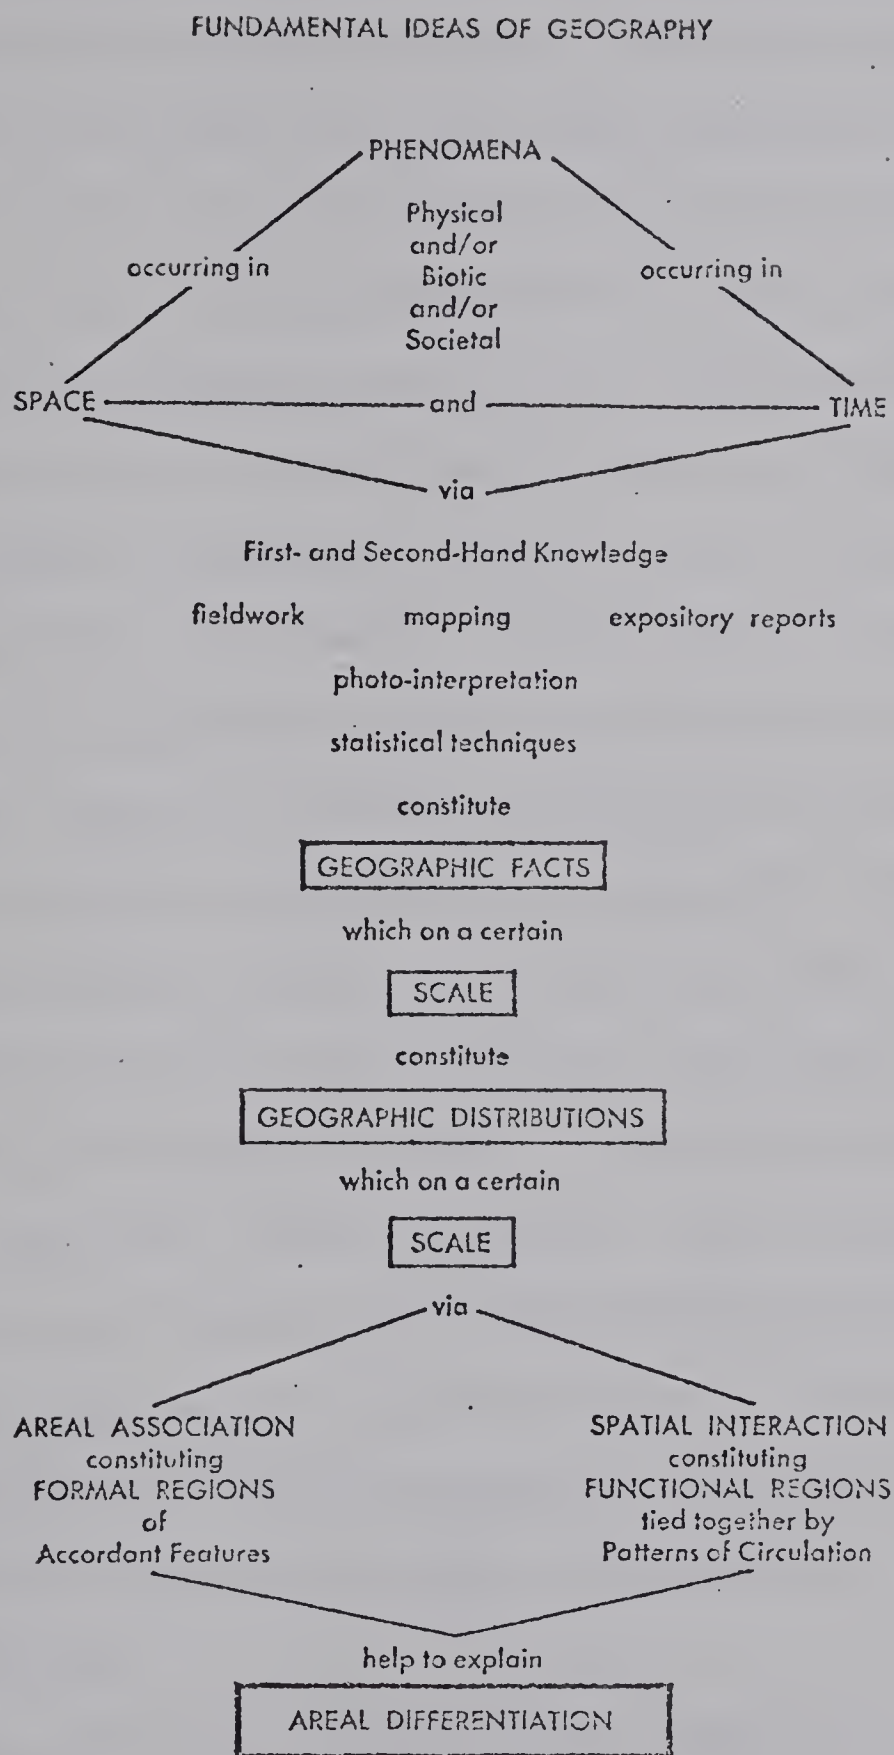 FUNDAMENTAL IDEAS OF GEOGRAPHY
PHENOMENA
Physical
and/or
Biotic
and/or
Societal
occurring in
occurring in
SPACE and TIME
via
First- and Second-Hand Knowledge
fieldwork mapping expository reports
photo-interpretation
statistical techniques
constitute
GEOGRAPHIC FACTS
which on a certain
SCALE
constitute
GEOGRAPHIC DISTRIBUTIONS
which on a certain
SCALE
via
AREAL ASSOCIATION
constituting
FORMAL REGIONS
of
Accordant Features
SPATIAL INTERACTION
constituting
FUNCTIONAL REGIONS
tied together by
Patterns of Circulation
help to explain
AREAL DIFFERENTIATION